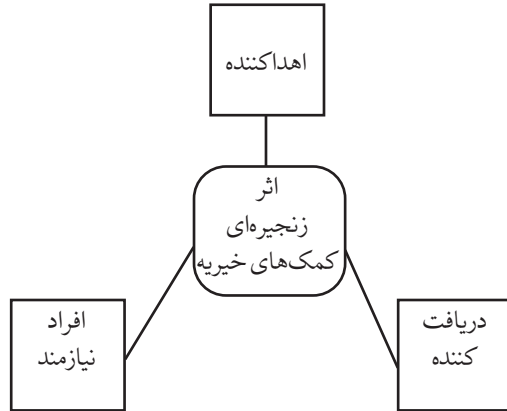 اهداکننده
اثر
زنجیره‌ای
کمک‌های خیریه
دریافت
کننده
افراد
نیازمند